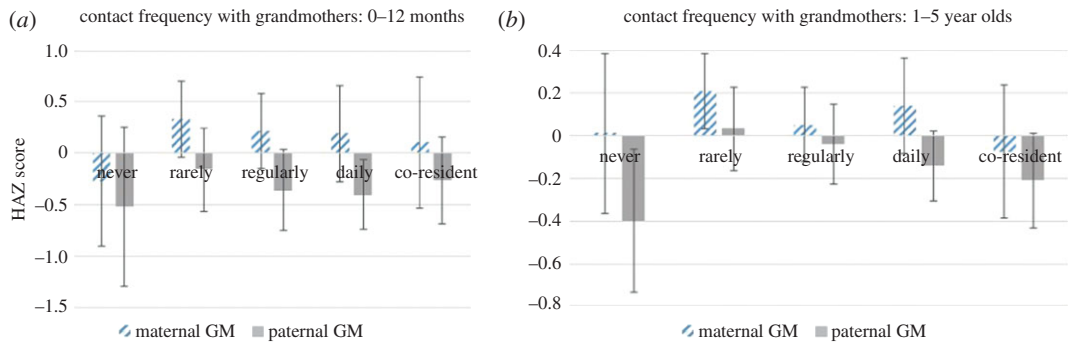 (a) contact frequency with grandmothers: 0–12 months
1.0
0.5
0
–0.5
–1.0
–1.5
HAZ score
never rarely regularly daily co-resident
maternal GM paternal GM
(b) contact frequency with grandmothers: 1–5 year olds
0.4
0.2
0
–0.2
–0.4
–0.6
–0.8
never rarely regularly daily co-resident
maternal GM paternal GM